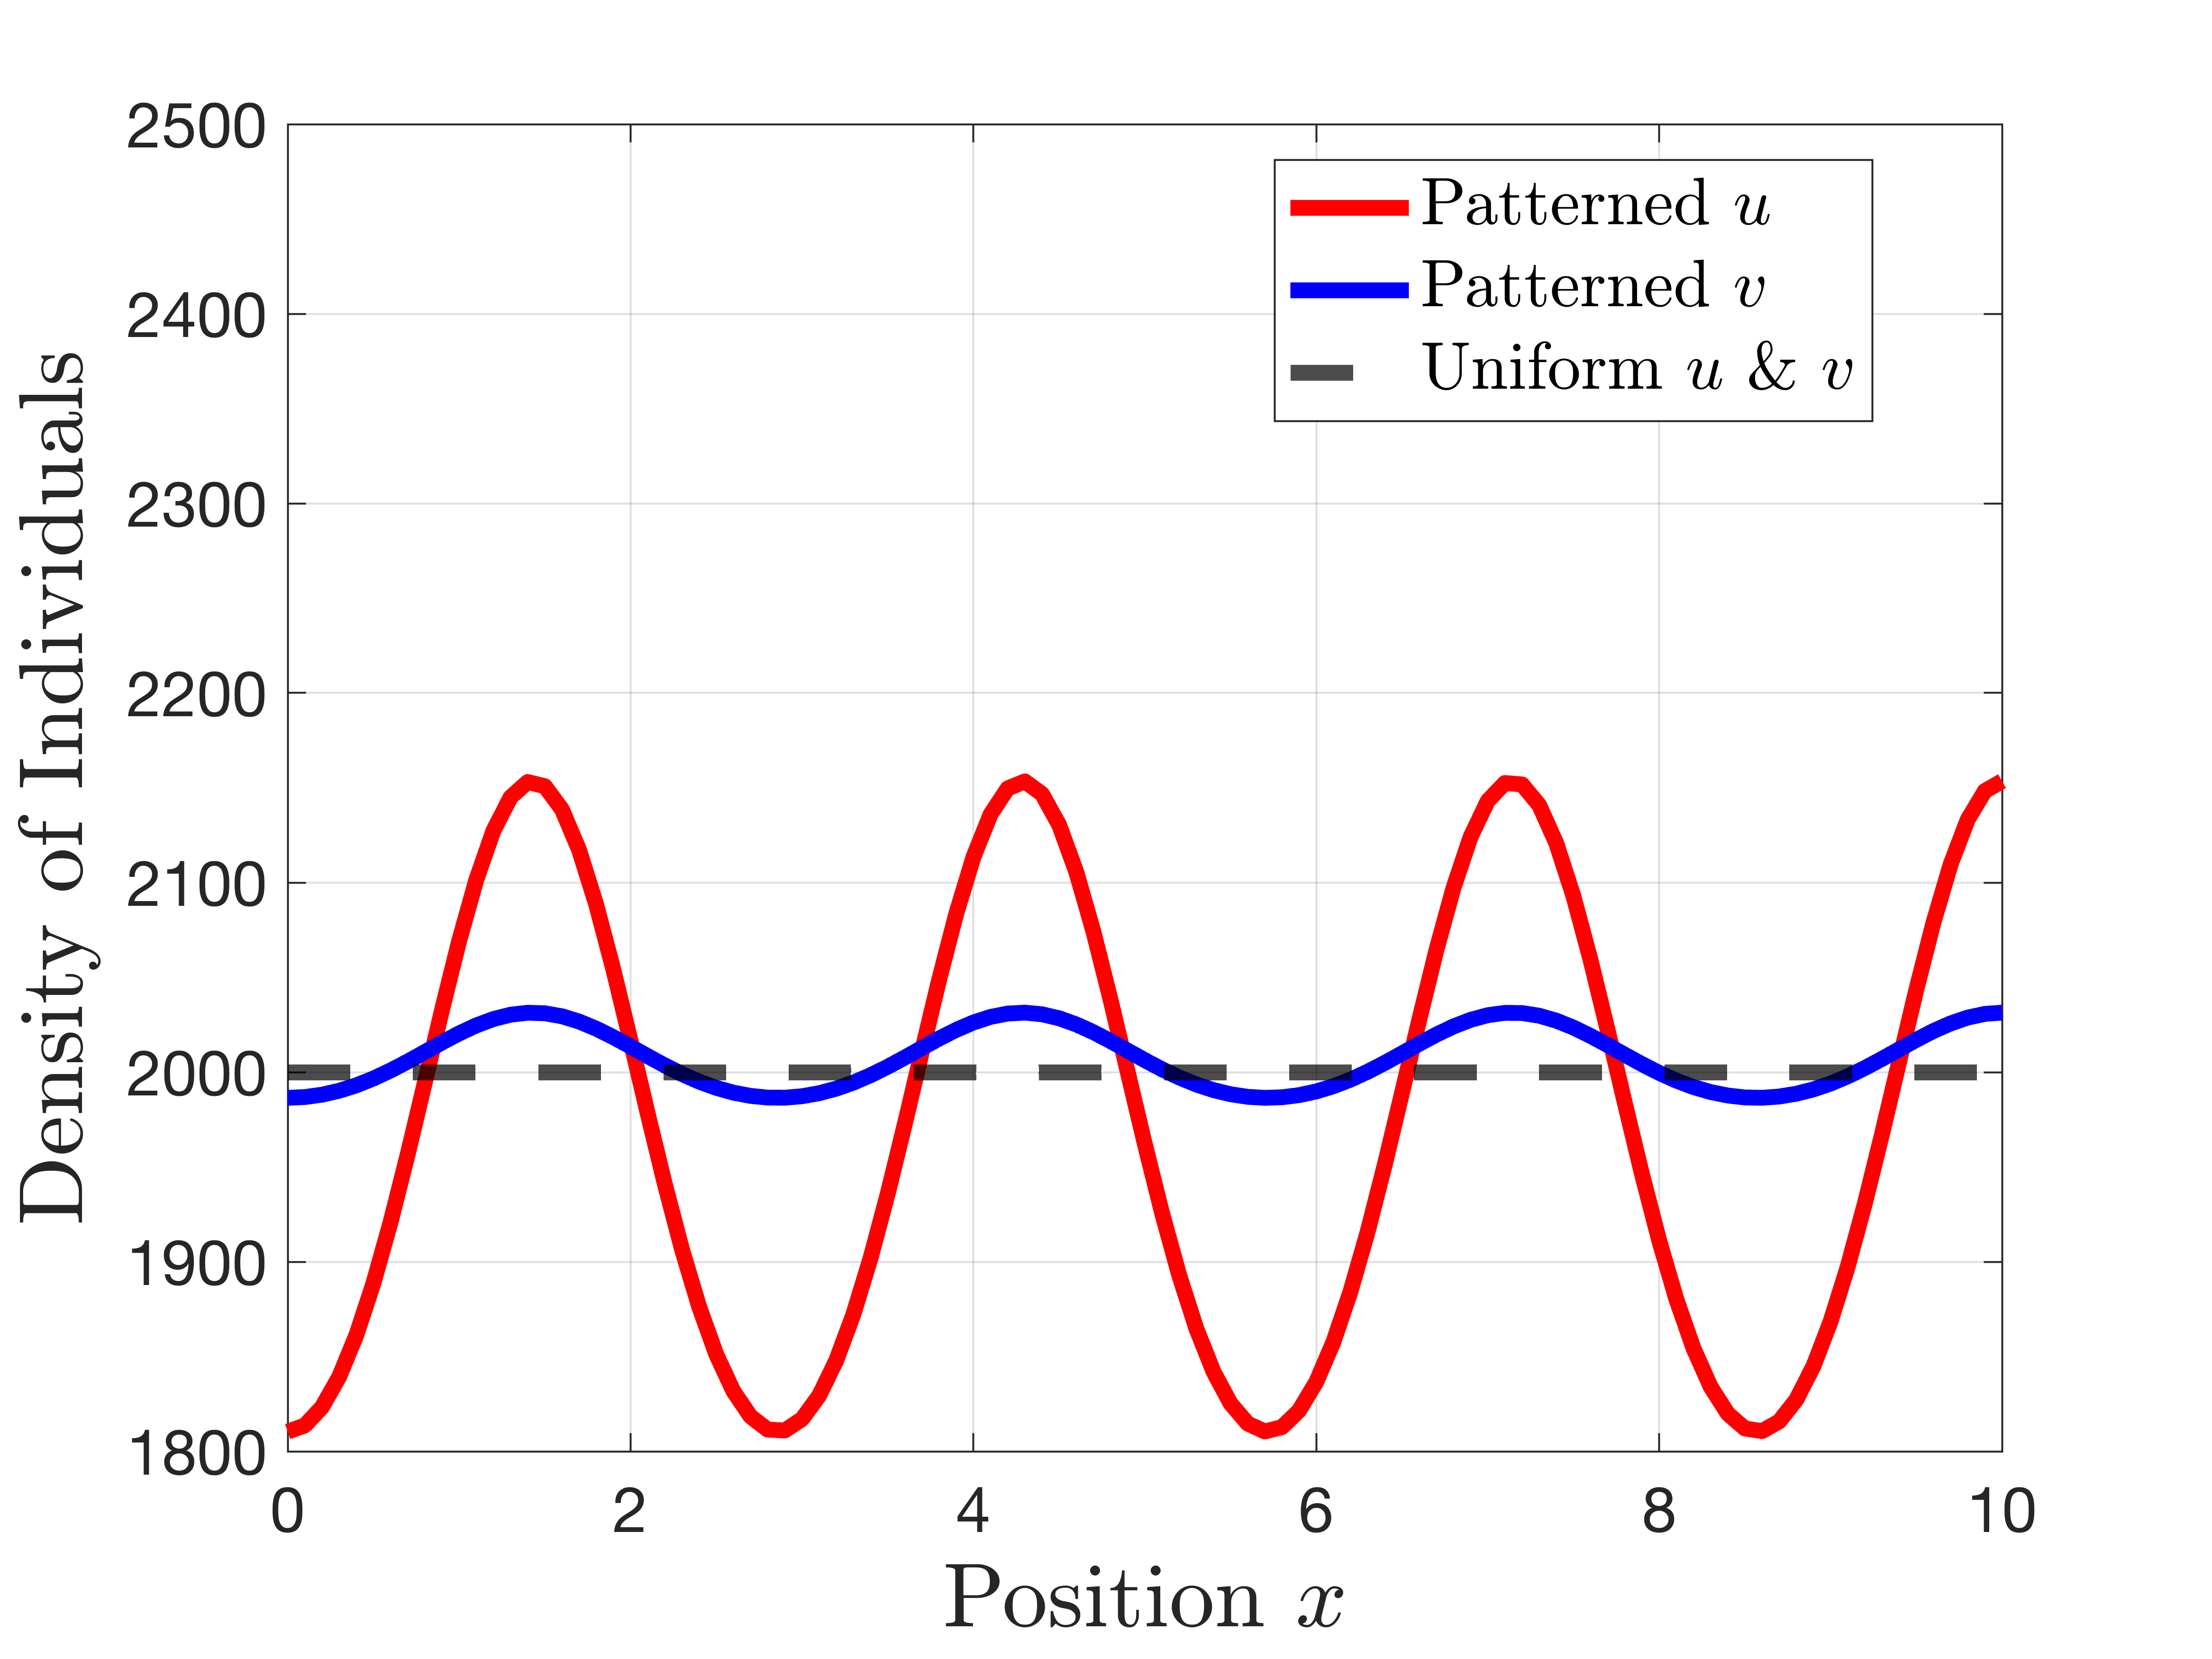 2500
2400
2300
2200
2100
2000
1900
1800
0 2 4 6 8 10
Density of Individuals
Position x
Patterned u
Patterned v
Uniform u & v